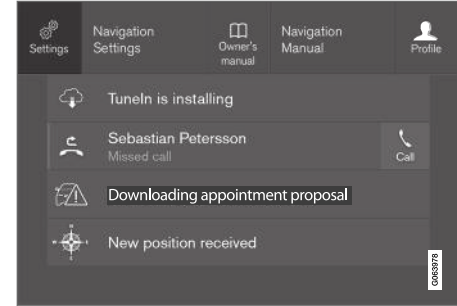 Settings
Navigation
Settings
Owner's
manual
Navigation
Manual
Profile
TuneIn is installing
Sebastian Petersson
Missed call
Call
Downloading appointment proposal
New position received
G063978